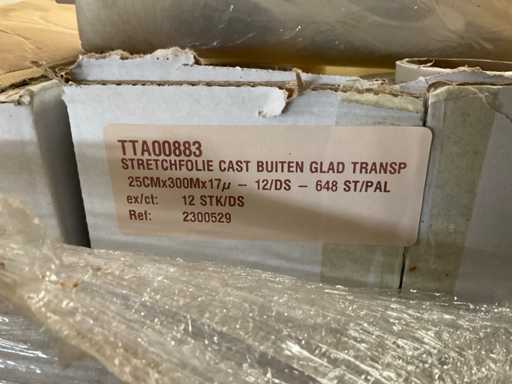 TTA00883
STRETCHFOLIE CAST BUITEN GLAD TRANSP
25CMx300Mx17µ – 12/DS – 648 ST/PAL
ex/ct: 12 STK/DS
Ref: 2300529